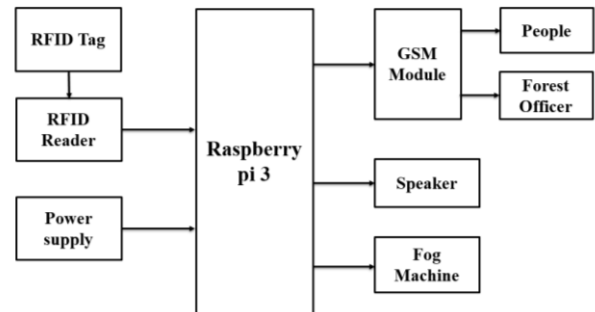 RFID Tag
RFID
Reader
Power
supply
Raspberry
pi 3
GSM
Module
People
Forest
Officer
Speaker
Fog
Machine